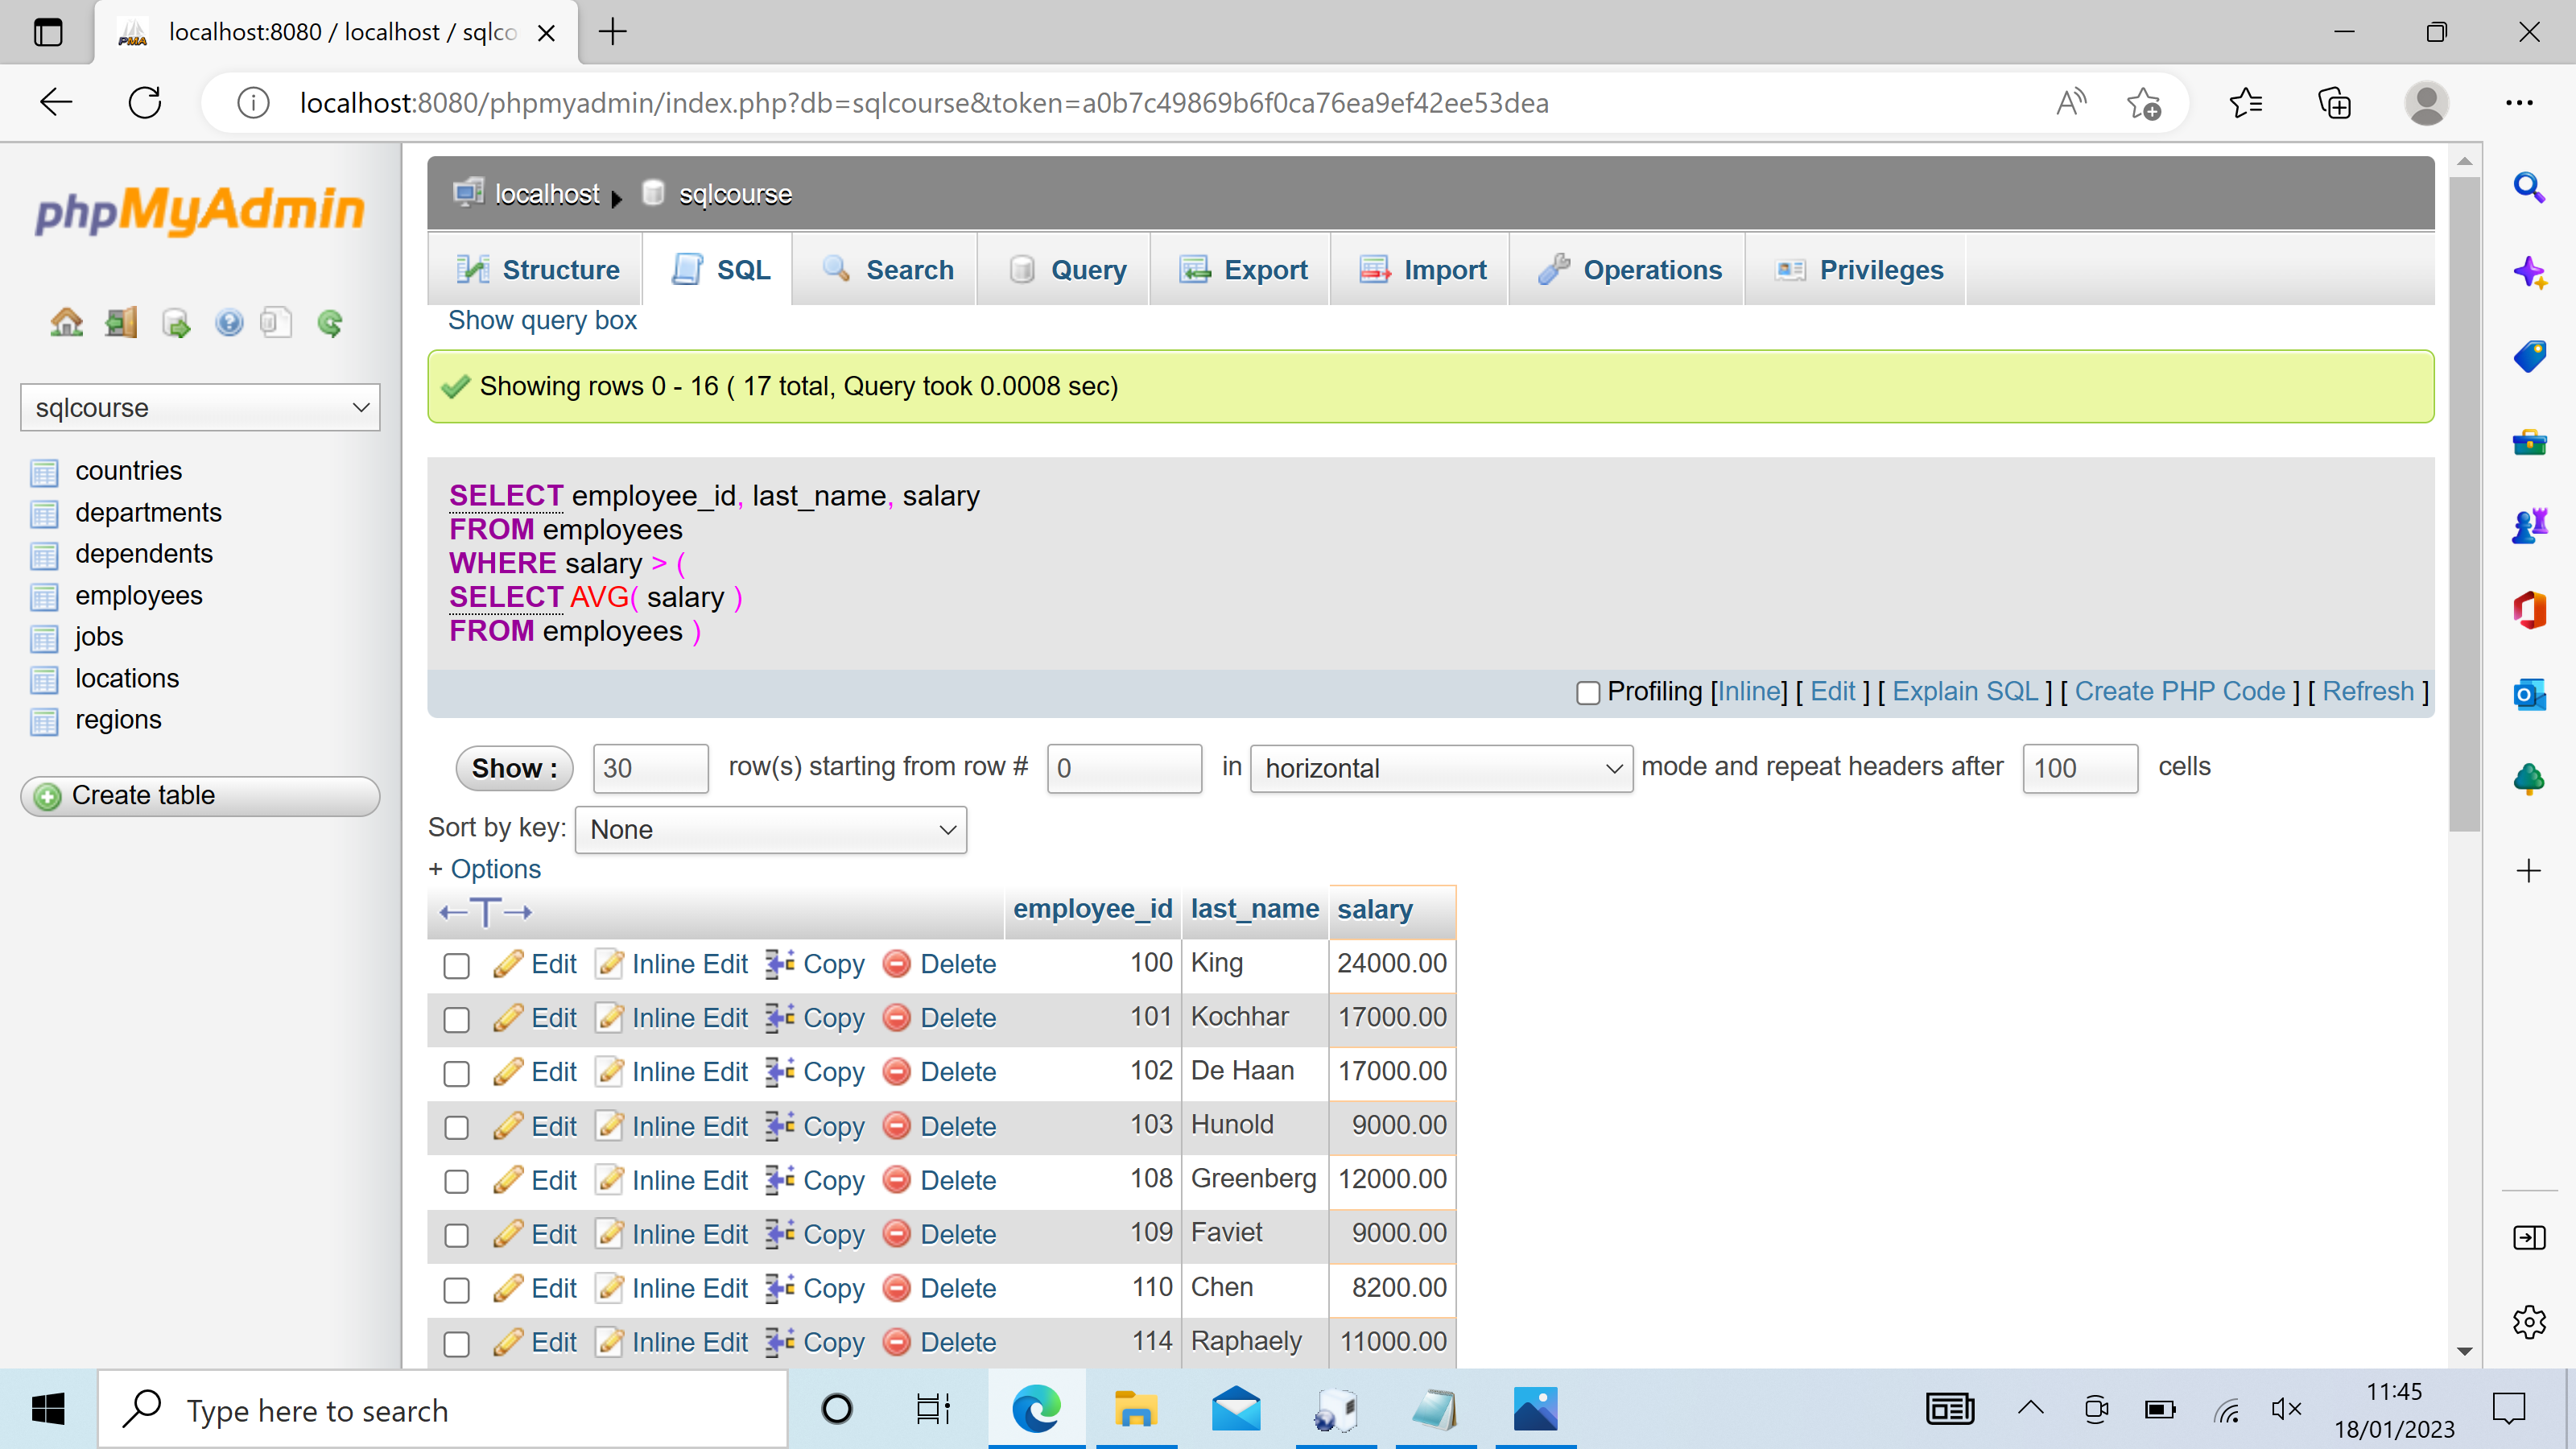 localhost:8080 / localhost / sqlco
localhost:8080/phpmyadmin/index.php?db=sqlcourse&token=a0b7c49869b6f0ca76ea9ef42ee53dea
phpMyAdmin
sqlcourse
countries
departments
dependents
employees
jobs
locations
regions
Create table
localhost sqlcourse
Structure SQL Search Query Export Import Operations Privileges
Show query box
Showing rows 0 - 16 ( 17 total, Query took 0.0008 sec)
SELECT employee_id, last_name, salary
FROM employees
WHERE salary > (
SELECT AVG( salary )
FROM employees )
Profiling [Inline] [ Edit ] [ Explain SQL ] [ Create PHP Code ] [ Refresh ]
Show : 30 row(s) starting from row # 0 in horizontal mode and repeat headers after 100 cells
Sort by key: None
+ Options
employee_id last_name salary
Edit Inline Edit Copy Delete 100 King 24000.00
Edit Inline Edit Copy Delete 101 Kochhar 17000.00
Edit Inline Edit Copy Delete 102 De Haan 17000.00
Edit Inline Edit Copy Delete 103 Hunold 9000.00
Edit Inline Edit Copy Delete 108 Greenberg 12000.00
Edit Inline Edit Copy Delete 109 Faviet 9000.00
Edit Inline Edit Copy Delete 110 Chen 8200.00
Edit Inline Edit Copy Delete 114 Raphaely 11000.00
Type here to search
11:45
18/01/2023